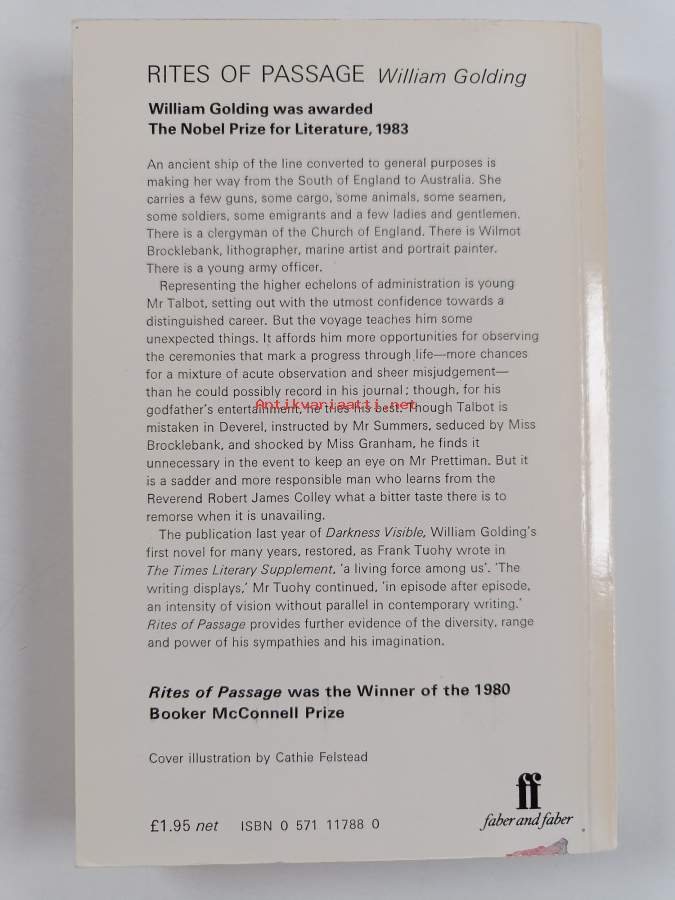 RITES OF PASSAGE William Golding
William Golding was awarded
The Nobel Prize for Literature, 1983
An ancient ship of the line converted to general purposes is
making her way from the South of England to Australia. She
carries a few guns, some cargo, some animals, some seamen,
some soldiers, some emigrants and a few ladies and gentlemen.
There is a clergyman of the Church of England. There is Wilmot
Brocklebank, lithographer, marine artist and portrait painter.
There is a young army officer.
Representing the higher echelons of administration is young
Mr Talbot, setting out with the utmost confidence towards a
distinguished career. But the voyage teaches him some
unexpected things. It affords him more opportunities for observing
the ceremonies that mark a progress through life—more chances
for a mixture of acute observation and sheer misjudgement—
than he could possibly record in his journal; though, for his
Antikvariaatti.net
godfather's entertainment, he tries his best. Though Talbot is
mistaken in Deverel, instructed by Mr Summers, seduced by Miss
Brocklebank, and shocked by Miss Granham, he finds it
unnecessary in the event to keep an eye on Mr Prettiman. But it
is a sadder and more responsible man who learns from the
Reverend Robert James Colley what a bitter taste there is to
remorse when it is unavailing.
The publication last year of Darkness Visible, William Golding's
first novel for many years, restored, as Frank Tuohy wrote in
The Times Literary Supplement, 'a living force among us'. 'The
writing displays,' Mr Tuohy continued, 'in episode after episode,
an intensity of vision without parallel in contemporary writing.'
Rites of Passage provides further evidence of the diversity, range
and power of his sympathies and his imagination.
Rites of Passage was the Winner of the 1980
Booker McConnell Prize
Cover illustration by Cathie Felstead
ff
faber and faber
£1.95 net ISBN 0 571 11788 0